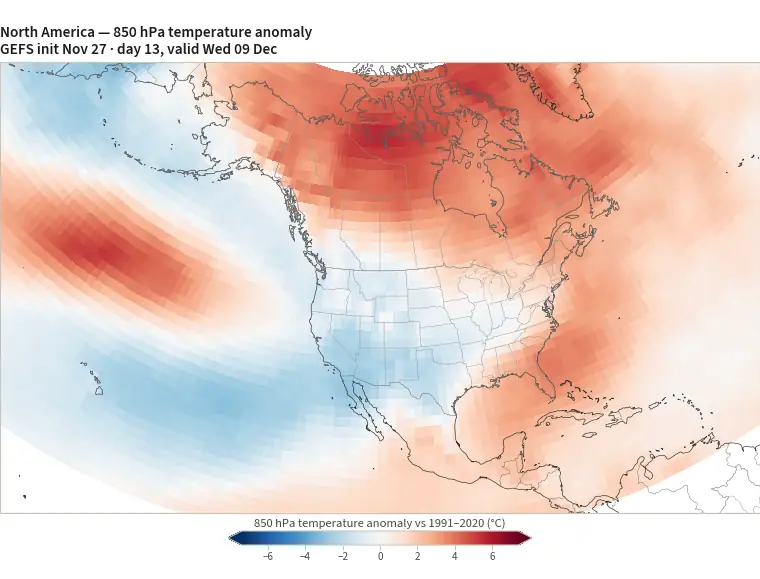 North America — 850 hPa temperature anomaly
GEFS init Nov 27 · day 13, valid Wed 09 Dec
850 hPa temperature anomaly vs 1991–2020 (°C)
−6 −4 −2 0 2 4 6